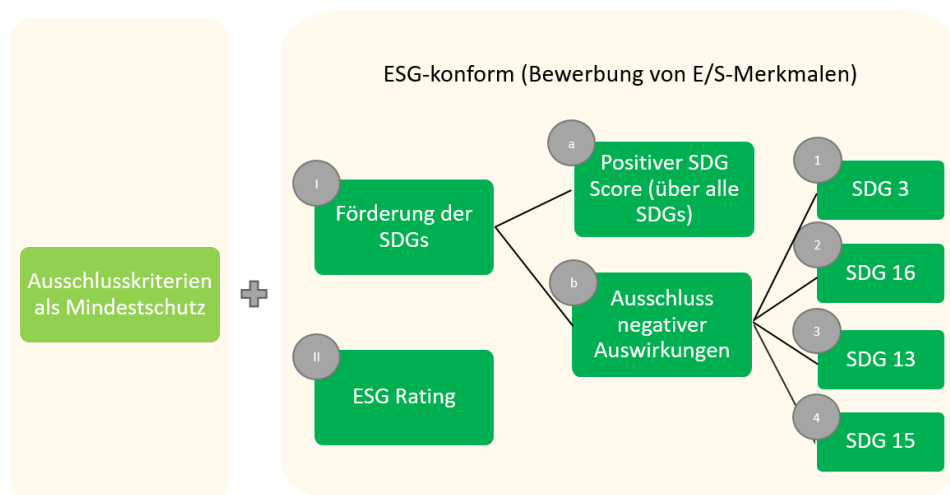 ESG-konform (Bewerbung von E/S-Merkmalen)
Ausschlusskriterien
als Mindestschutz
I
Förderung der
SDGs
a
Positiver SDG
Score (über alle
SDGs)
b
Ausschluss
negativer
Auswirkungen
1
SDG 3
2
SDG 16
3
SDG 13
4
SDG 15
II
ESG Rating